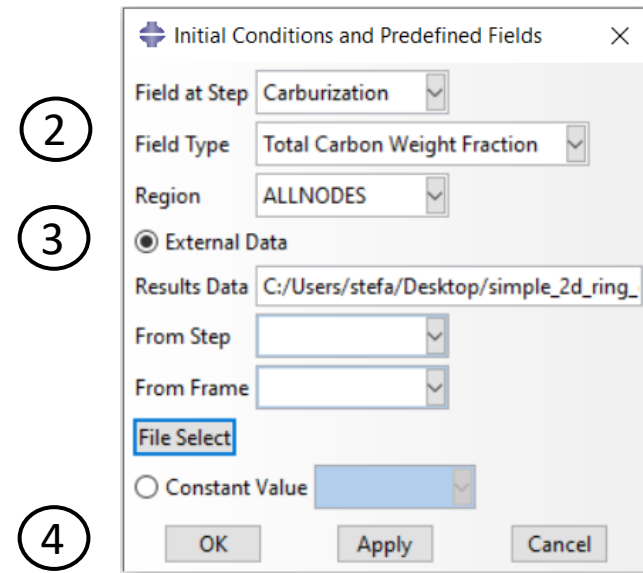 Initial Conditions and Predefined Fields
Field at Step Carburization
2
Field Type Total Carbon Weight Fraction
Region ALLNODES
3
External Data
Results Data C:/Users/stefa/Desktop/simple_2d_ring_
From Step
From Frame
File Select
Constant Value
4
OK Apply Cancel